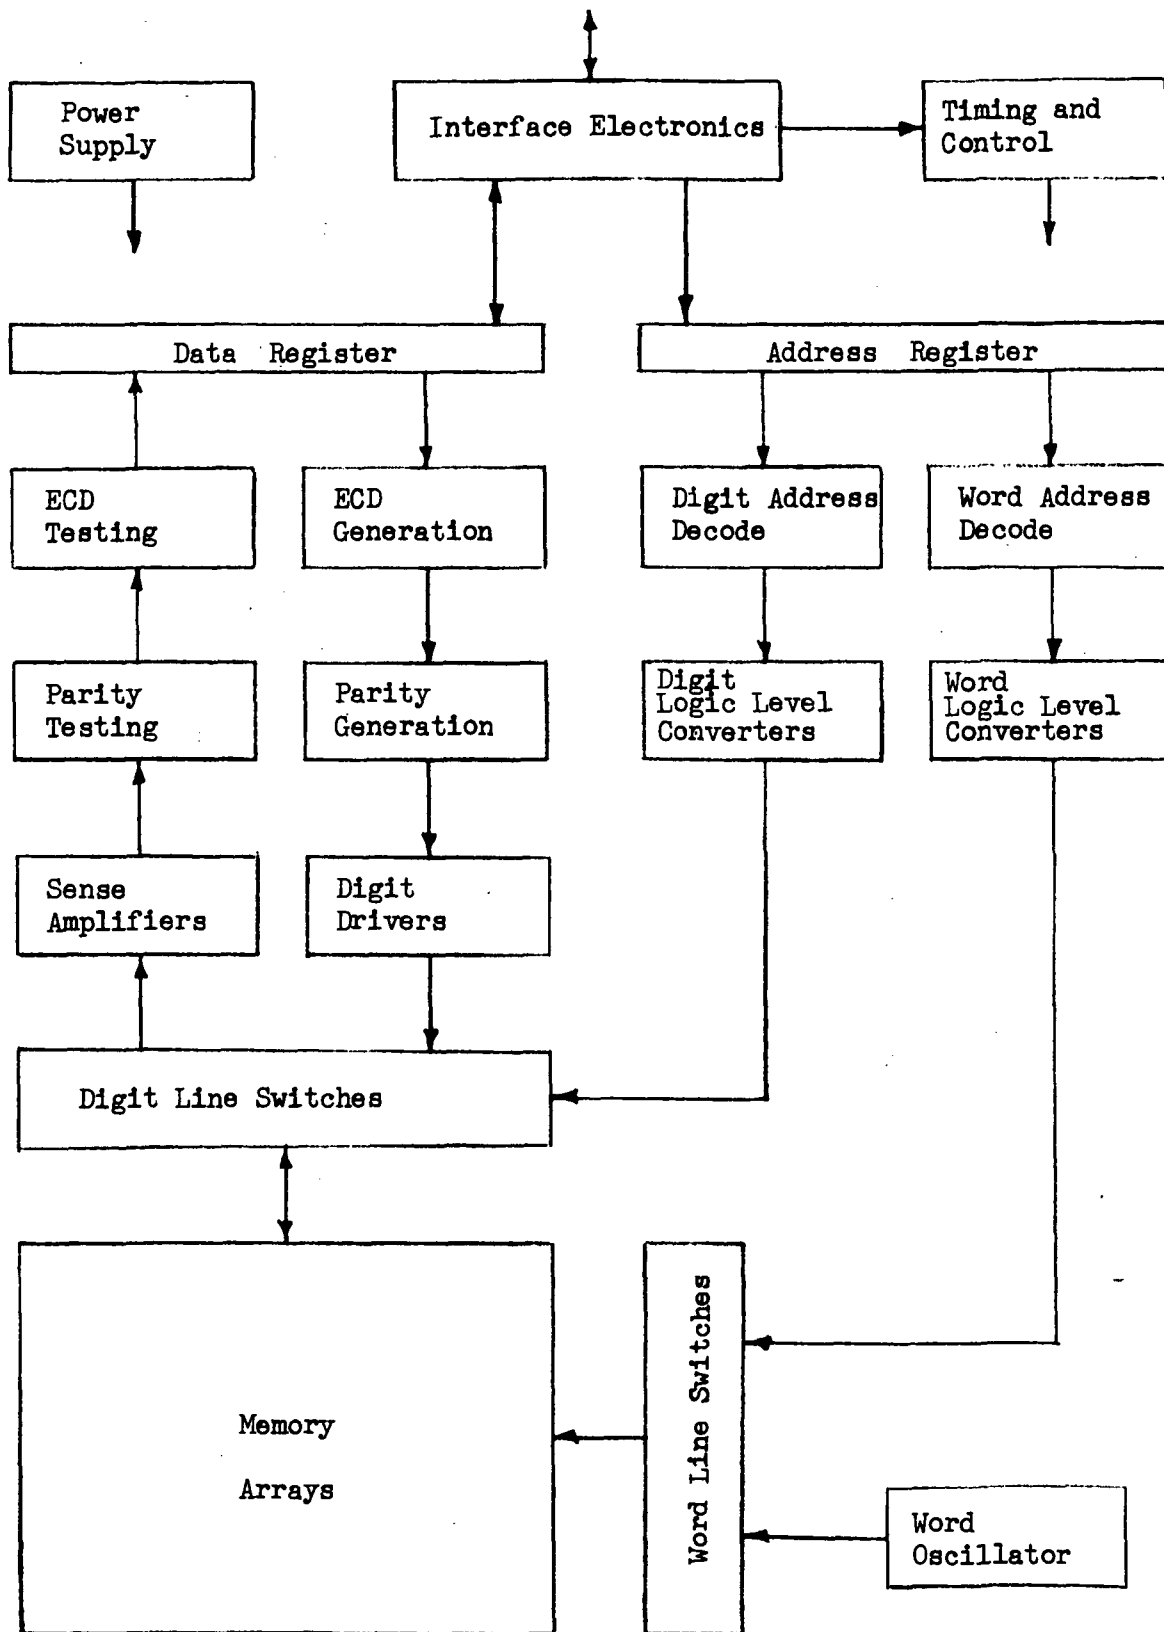 Power
Supply
Interface Electronics
Timing and
Control
Data Register
Address Register
ECD
Testing
ECD
Generation
Digit Address
Decode
Word Address
Decode
Parity
Testing
Parity
Generation
Digit
Logic Level
Converters
Word
Logic Level
Converters
Sense
Amplifiers
Digit
Drivers
Digit Line Switches
Memory
Arrays
Word Line Switches
Word
Oscillator